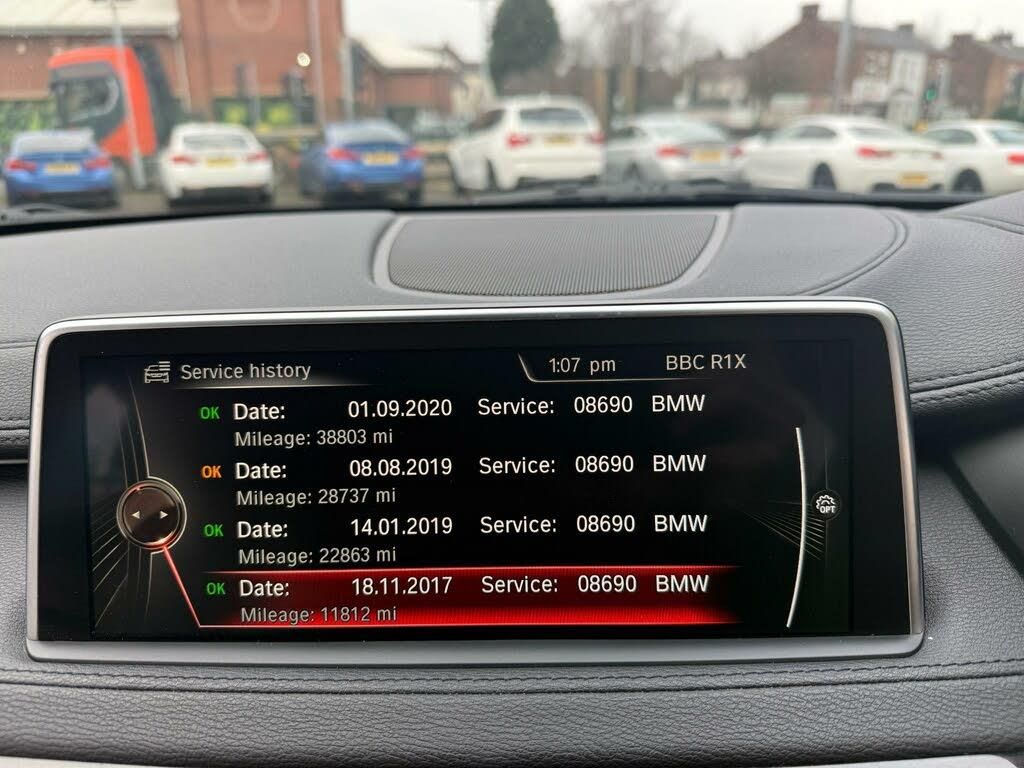 Service history 1:07 pm BBC R1X
OK Date: 01.09.2020 Service: 08690 BMW
Mileage: 38803 mi
OK Date: 08.08.2019 Service: 08690 BMW
Mileage: 28737 mi
OK Date: 14.01.2019 Service: 08690 BMW
Mileage: 22863 mi
OPT
OK Date: 18.11.2017 Service: 08690 BMW
Mileage: 11812 mi